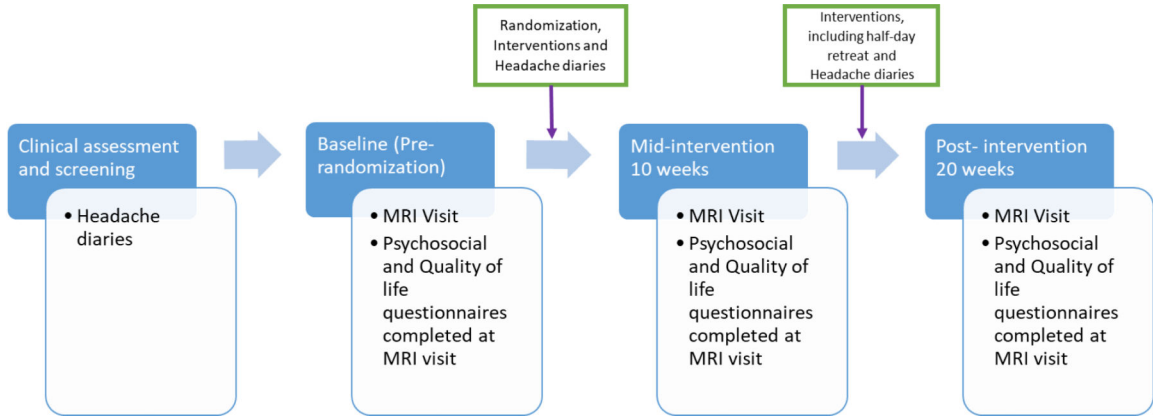 Randomization,
Interventions and
Headache diaries
Interventions,
including half-day
retreat and
Headache diaries
Clinical assessment
and screening
• Headache
diaries
Baseline (Pre-
randomization)
• MRI Visit
• Psychosocial
and Quality of
life
questionnaires
completed at
MRI visit
Mid-intervention
10 weeks
• MRI Visit
• Psychosocial
and Quality of
life
questionnaires
completed at
MRI visit
Post- intervention
20 weeks
• MRI Visit
• Psychosocial
and Quality of
life
questionnaires
completed at
MRI visit